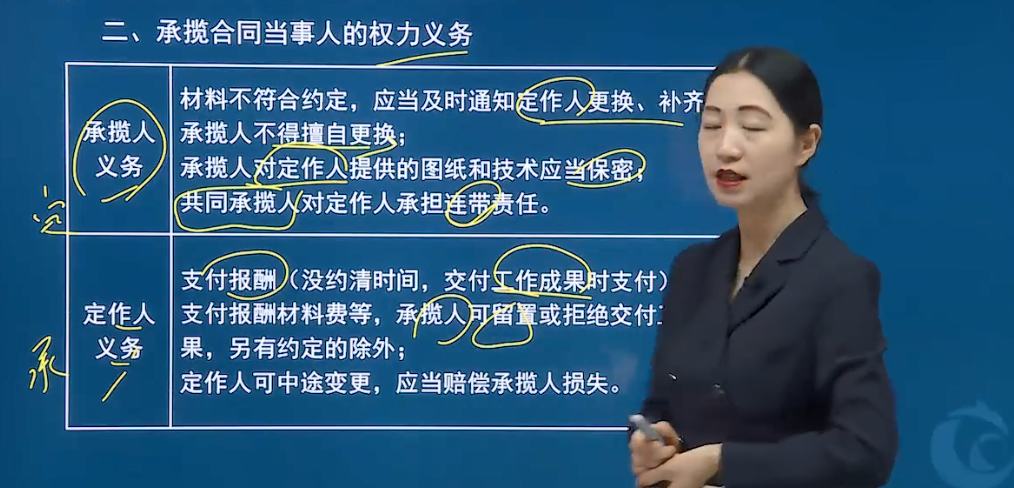 二、承揽合同当事人的权力义务
承揽人
义务
材料不符合约定，应当及时通知定作人更换、补齐
承揽人不得擅自更换；
承揽人对定作人提供的图纸和技术应当保密；
共同承揽人对定作人承担连带责任。
定
定作人
义务
支付报酬（没约清时间，交付工作成果时支付）
支付报酬材料费等，承揽人可留置或拒绝交付
果，另有约定的除外；
定作人可中途变更，应当赔偿承揽人损失。
承